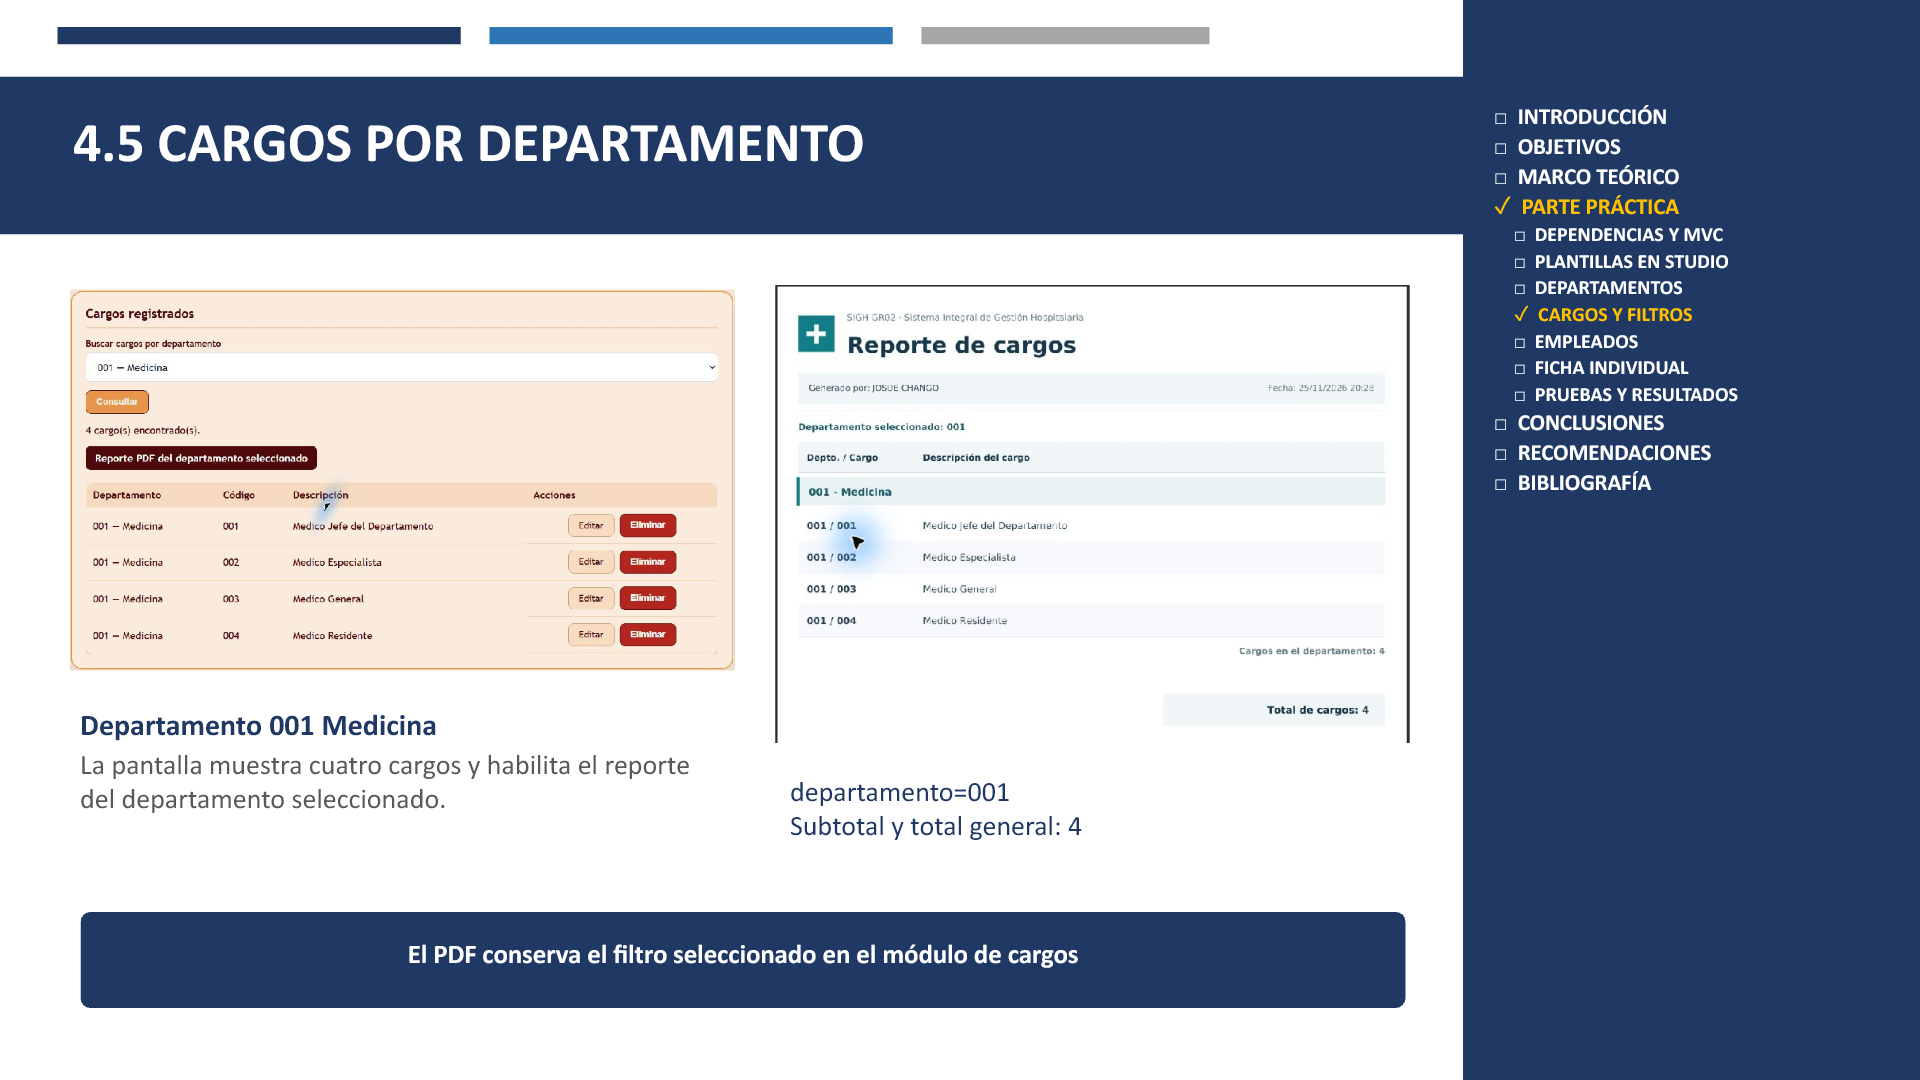 4.5 CARGOS POR DEPARTAMENTO
Cargos registrados
Buscar cargos por departamento
001 — Medicina
Consultar
4 cargo(s) encontrado(s).
Reporte PDF del departamento seleccionado
Departamento Código Descripción Acciones
001 — Medicina 001 Medico Jefe del Departamento Editar Eliminar
001 — Medicina 002 Medico Especialista Editar Eliminar
001 — Medicina 003 Medico General Editar Eliminar
001 — Medicina 004 Medico Residente Editar Eliminar
Departamento 001 Medicina
La pantalla muestra cuatro cargos y habilita el reporte
del departamento seleccionado.
SIGH GR02 - Sistema Integral de Gestión Hospitalaria
Reporte de cargos
Generado por: JOSUE CHANGO Fecha: 25/11/2026 20:28
Departamento seleccionado: 001
Depto. / Cargo Descripción del cargo
001 - Medicina
001 / 001 Medico Jefe del Departamento
001 / 002 Medico Especialista
001 / 003 Medico General
001 / 004 Medico Residente
Cargos en el departamento: 4
Total de cargos: 4
departamento=001
Subtotal y total general: 4
El PDF conserva el filtro seleccionado en el módulo de cargos
□ INTRODUCCIÓN
□ OBJETIVOS
□ MARCO TEÓRICO
✓ PARTE PRÁCTICA
□ DEPENDENCIAS Y MVC
□ PLANTILLAS EN STUDIO
□ DEPARTAMENTOS
✓ CARGOS Y FILTROS
□ EMPLEADOS
□ FICHA INDIVIDUAL
□ PRUEBAS Y RESULTADOS
□ CONCLUSIONES
□ RECOMENDACIONES
□ BIBLIOGRAFÍA